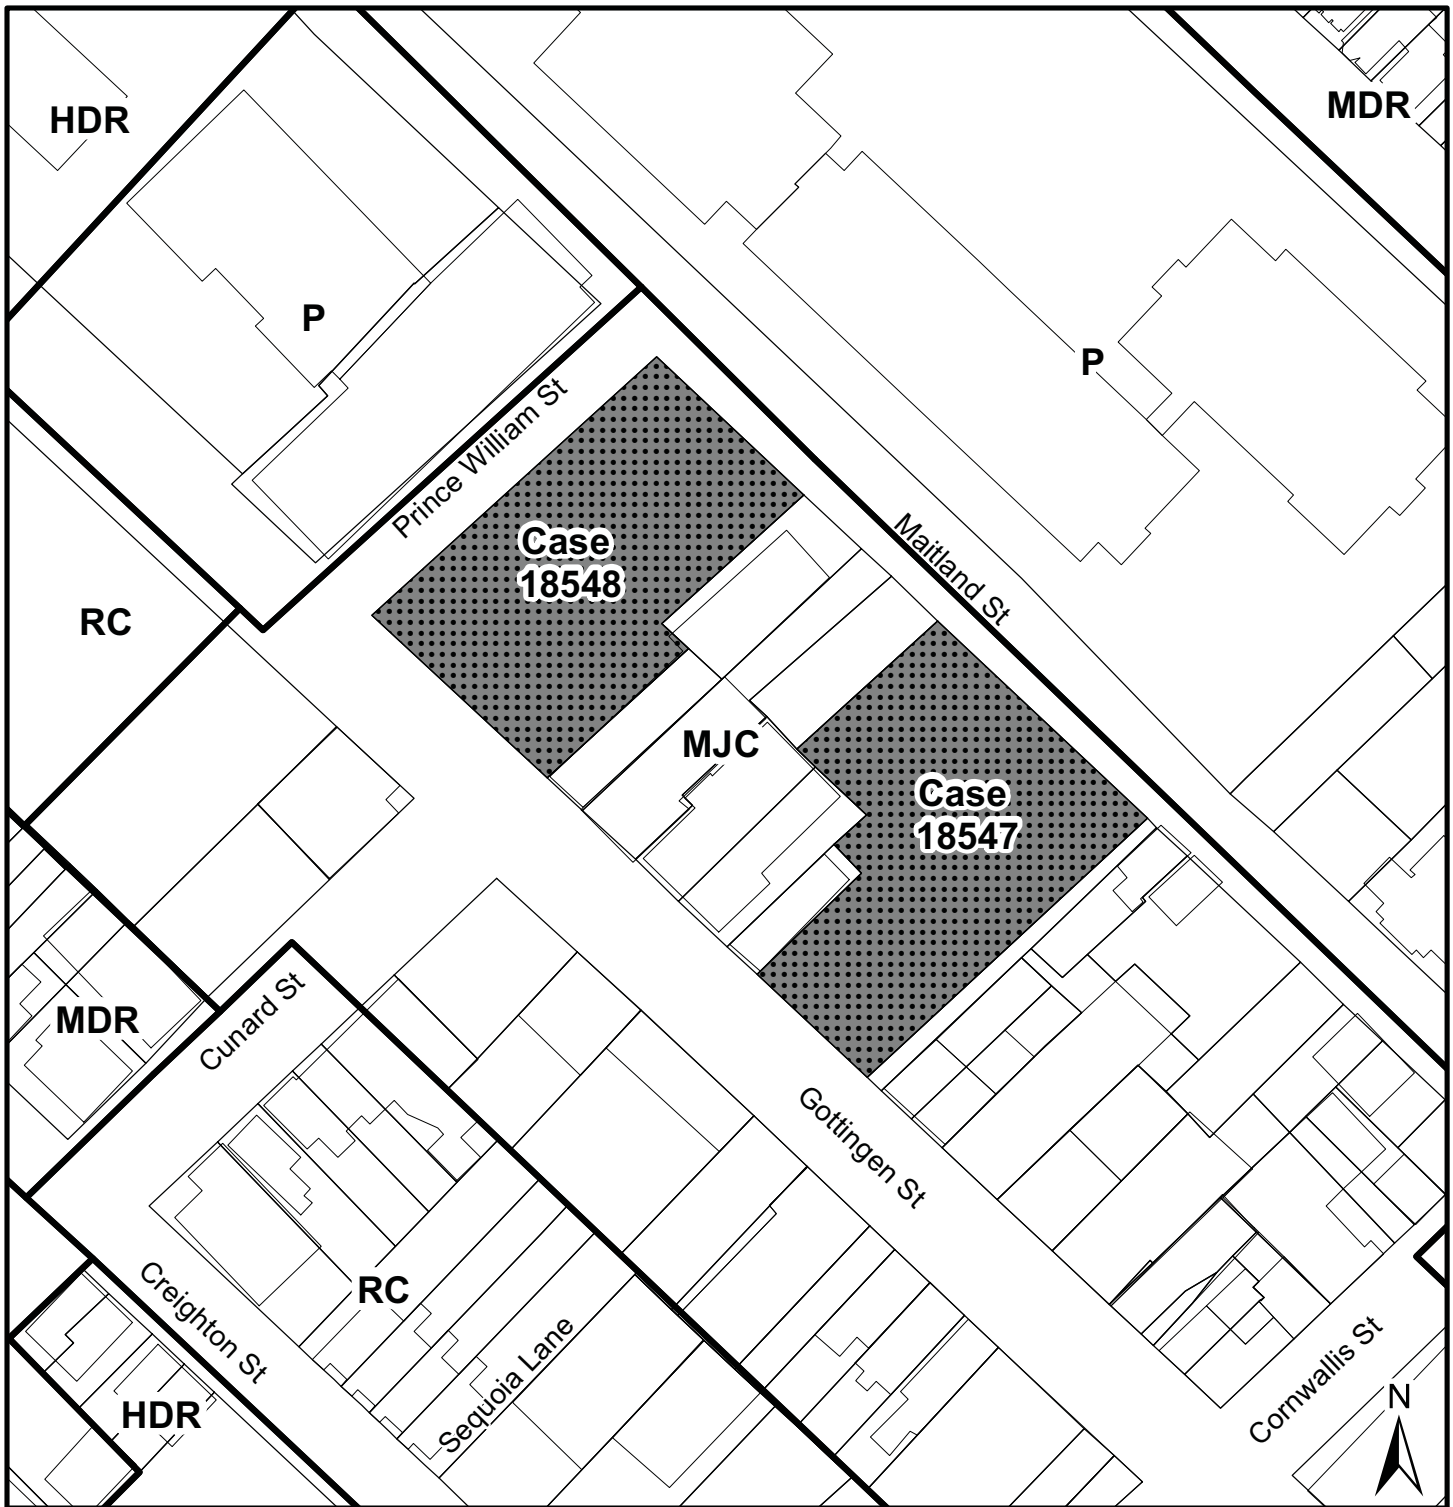 HDR
MDR
P
P
Prince William St
Case
18548
Maitland St
RC
MJC
Case
18547
MDR
Cunard St
Gottingen St
Creighton St
RC
Sequoia Lane
Cornwallis St
HDR
N